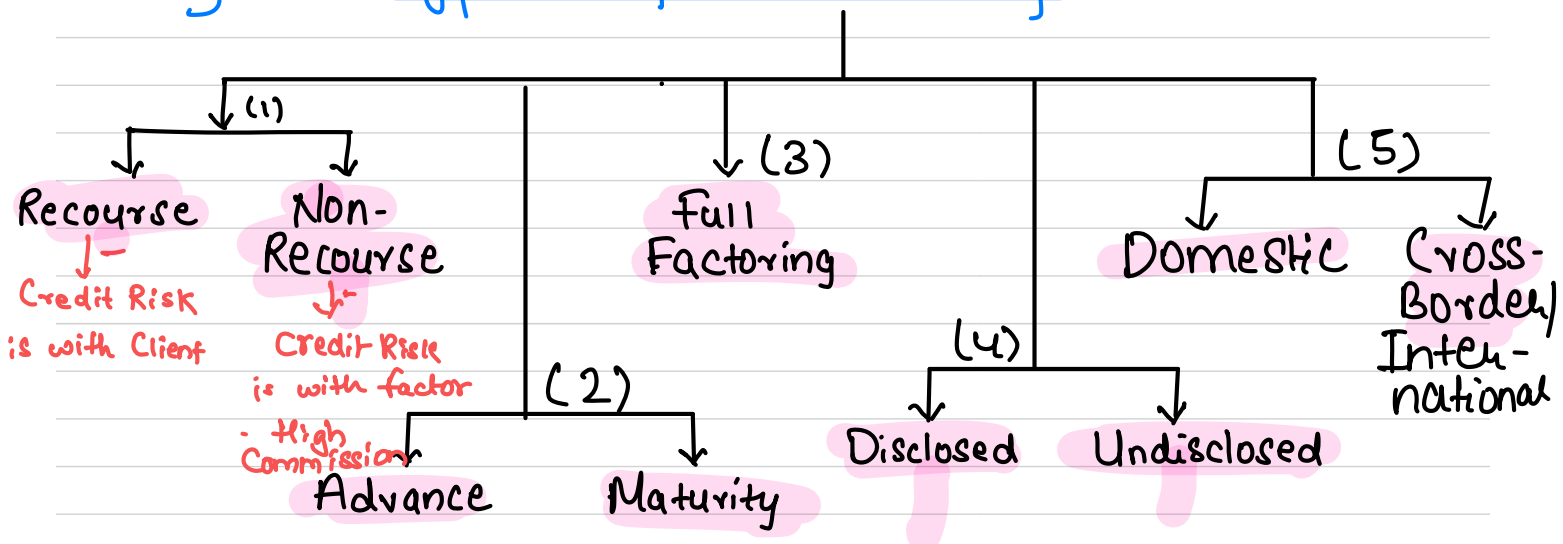 (1)
(3)
(5)
Recourse
Non-
Recourse
Full
Factoring
Domestic
Cross-
Border/
Inter-
national
Credit Risk
is with Client
Credit Risk
is with factor
- High
Commission
(2)
(4)
Advance
Maturity
Disclosed
Undisclosed